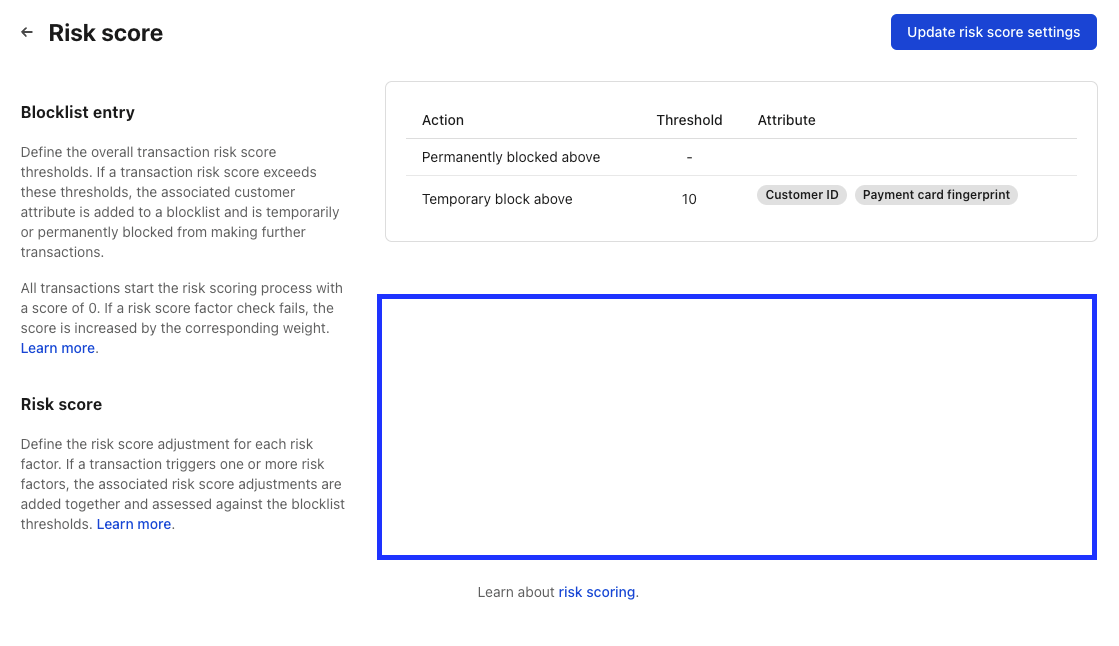 Risk score
Update risk score settings
Blocklist entry
Define the overall transaction risk score
thresholds. If a transaction risk score exceeds
these thresholds, the associated customer
attribute is added to a blocklist and is temporarily
or permanently blocked from making further
transactions.
All transactions start the risk scoring process with
a score of 0. If a risk score factor check fails, the
score is increased by the corresponding weight.
Learn more.
Action Threshold Attribute
Permanently blocked above -
Temporary block above 10 Customer ID Payment card fingerprint
Risk score
Define the risk score adjustment for each risk
factor. If a transaction triggers one or more risk
factors, the associated risk score adjustments are
added together and assessed against the blocklist
thresholds. Learn more.
Learn about risk scoring.